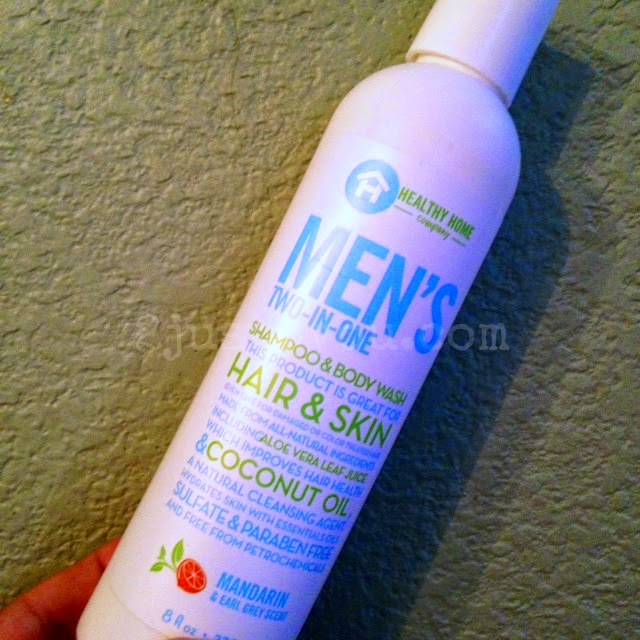 HEALTHY HOME
Company
MEN'S
TWO-IN-ONE
SHAMPOO & BODY WASH
THIS PRODUCT IS GREAT FOR
HAIR & SKIN
MADE FROM ALL-NATURAL INGREDIENTS
INCLUDING ALOE VERA LEAF JUICE
WHICH IMPROVES HAIR HEALTH
& COCONUT OIL
A NATURAL CLEANSING AGENT
HYDRATES SKIN WITH ESSENTIAL OILS
SULFATE & PARABEN FREE
AND FREE FROM PETROCHEMICALS
MANDARIN
& EARL GREY SCENT
8 fl oz
.com